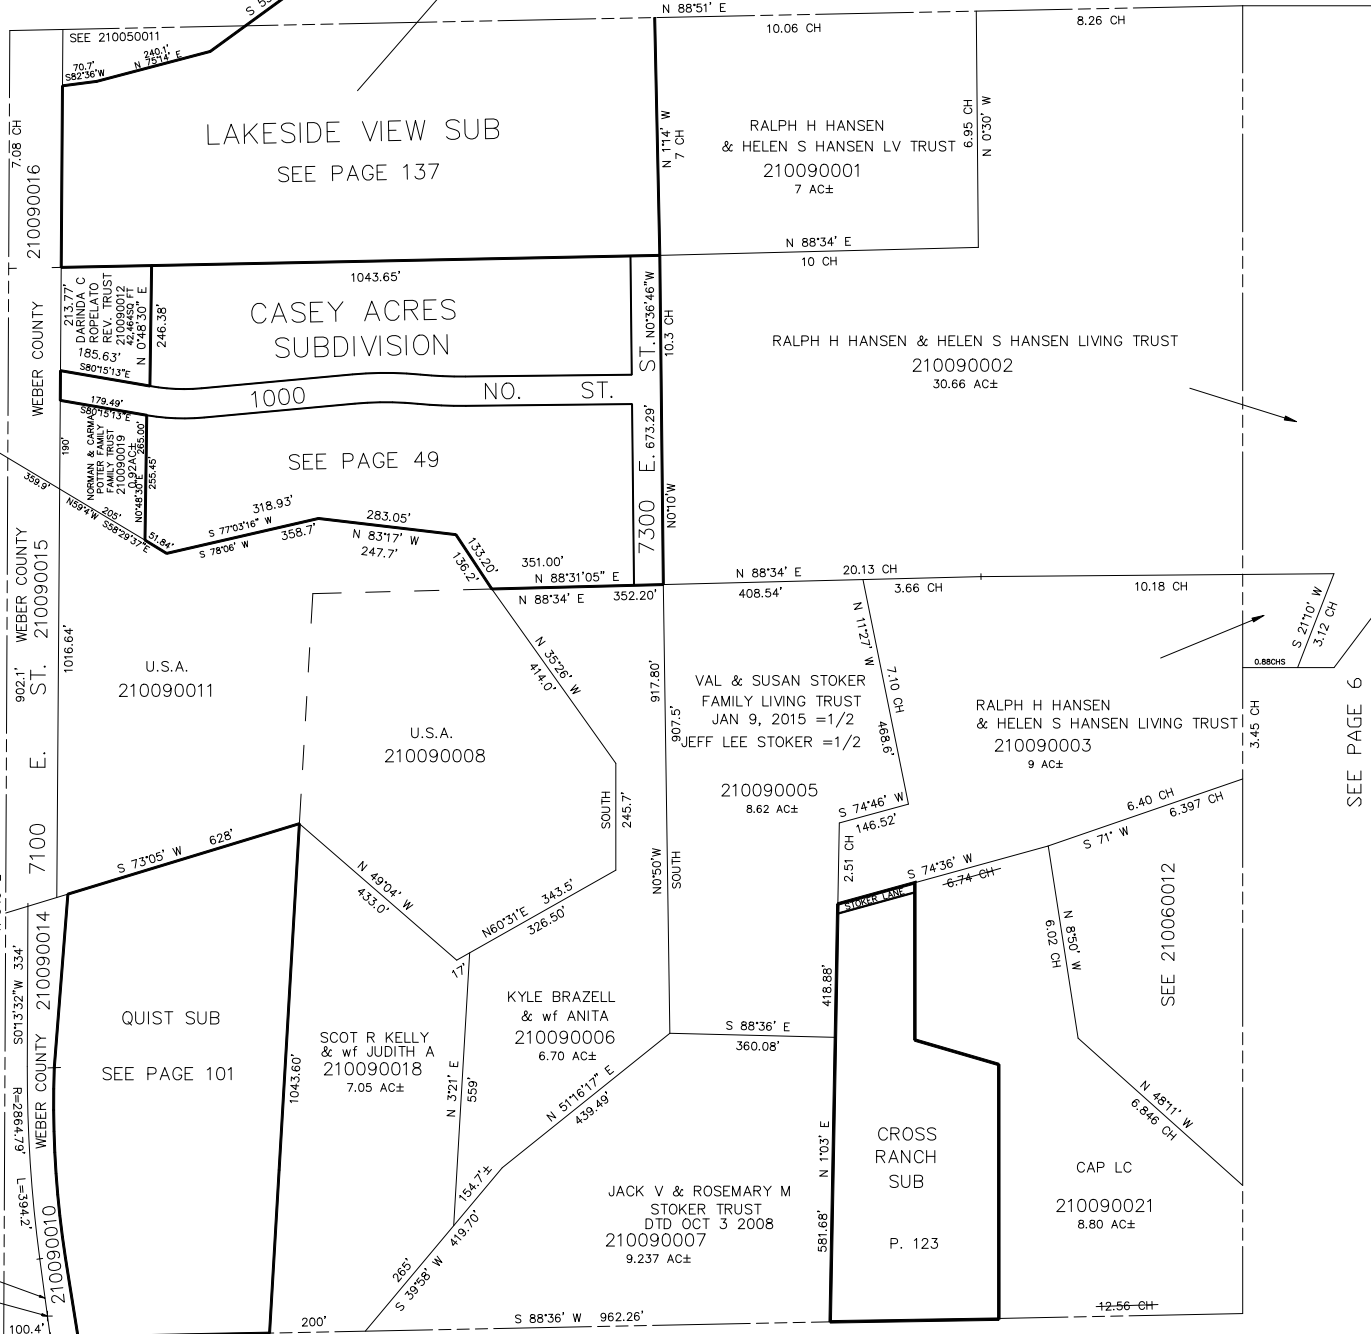 N 88°51' E
10.06 CH
8.26 CH
SEE 210050011
240.1'
N 75°14' E
70.7'
S82°36'W
7.08 CH
210090016
LAKESIDE VIEW SUB
SEE PAGE 137
N 1°14' W
7 CH
RALPH H HANSEN
& HELEN S HANSEN LV TRUST
210090001
7 AC±
6.95 CH
N 0°30' W
N 88°34' E
10 CH
1043.65'
CASEY ACRES
SUBDIVISION
213.77'
DARINDA C
ROPELATO
REV. TRUST
210090012
42,464SQ FT
N 0°48'30" E
246.38'
185.63'
S80°15'13"E
WEBER COUNTY
1000 NO. ST.
7300 E. ST.
N0°36'46"W
10.3 CH
673.29'
N0°10'W
RALPH H HANSEN & HELEN S HANSEN LIVING TRUST
210090002
30.66 AC±
179.49'
S80°15'13"E
190'
NORMAN & CARMA
POTTER FAMILY
FAMILY TRUST
210090019
0.92AC±
N0°48'30"E 265.00'
255.45'
SEE PAGE 49
359.9'
N59°4'W
205'
S58°29'37"E
51.84'
318.93'
S 77°03'16" W
S 78°06' W
358.7'
283.05'
N 83°17' W
247.7'
133.20'
136.2'
351.00'
N 88°31'05" E
N 88°34' E
352.20'
N 88°34' E
20.13 CH
408.54'
3.66 CH
10.18 CH
S 21°10' W
3.12 CH
0.88CHS
WEBER COUNTY
210090015
902.1'
7100 E. ST.
1016.64'
U.S.A.
210090011
U.S.A.
210090008
N 35°26' W
414.0'
SOUTH
245.7'
917.80'
907.5'
N0°50'W
SOUTH
VAL & SUSAN STOKER
FAMILY LIVING TRUST
JAN 9, 2015 =1/2
JEFF LEE STOKER =1/2
210090005
8.62 AC±
N 11°27' W
7.10 CH
468.6'
S 74°46' W
146.52'
2.51 CH
RALPH H HANSEN
& HELEN S HANSEN LIVING TRUST
210090003
9 AC±
3.45 CH
SEE PAGE 6
6.40 CH
6.397 CH
S 71° W
S 74°36' W
6.74 CH
STOKER LANE
S 73°05' W
628'
N 49°04' W
433.0'
N60°31'E
343.5'
326.50'
17'
N 8°50' W
6.02 CH
SEE 210060012
WEBER COUNTY 210090014
334'
S01°3'23"W
R=2864.79'
L=394.2'
210090010
100.4'
QUIST SUB
SEE PAGE 101
1043.60'
SCOT R KELLY
& wf JUDITH A
210090018
7.05 AC±
N 3°21' E
559'
KYLE BRAZELL
& wf ANITA
210090006
6.70 AC±
S 88°36' E
360.08'
N 51°16'17" E
439.49'
418.88'
N 1°03' E
581.68'
CROSS
RANCH
SUB
P. 123
N 48°11' W
6.846 CH
CAP LC
210090021
8.80 AC±
154.7'±
419.70'
265'
S 39°58' W
JACK V & ROSEMARY M
STOKER TRUST
DTD OCT 3 2008
210090007
9.237 AC±
200'
S 88°36' W
962.26'
12.56 CH